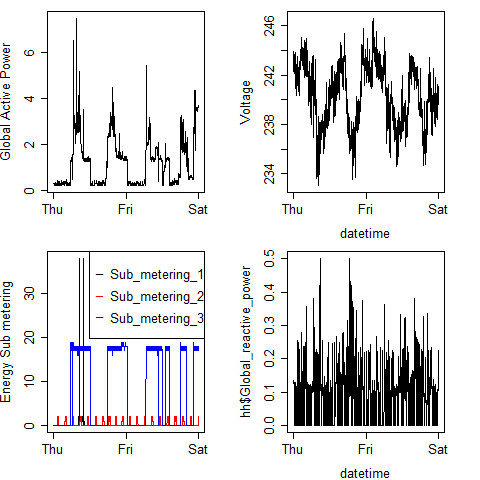 Global Active Power
0
2
4
6
Thu
Fri
Sat
Voltage
234
238
242
246
Thu
Fri
Sat
datetime
Energy Sub metering
0
10
20
30
Sub_metering_1
Sub_metering_2
Sub_metering_3
Thu
Fri
Sat
hh$Global_reactive_power
0.0
0.1
0.2
0.3
0.4
0.5
Thu
Fri
Sat
datetime